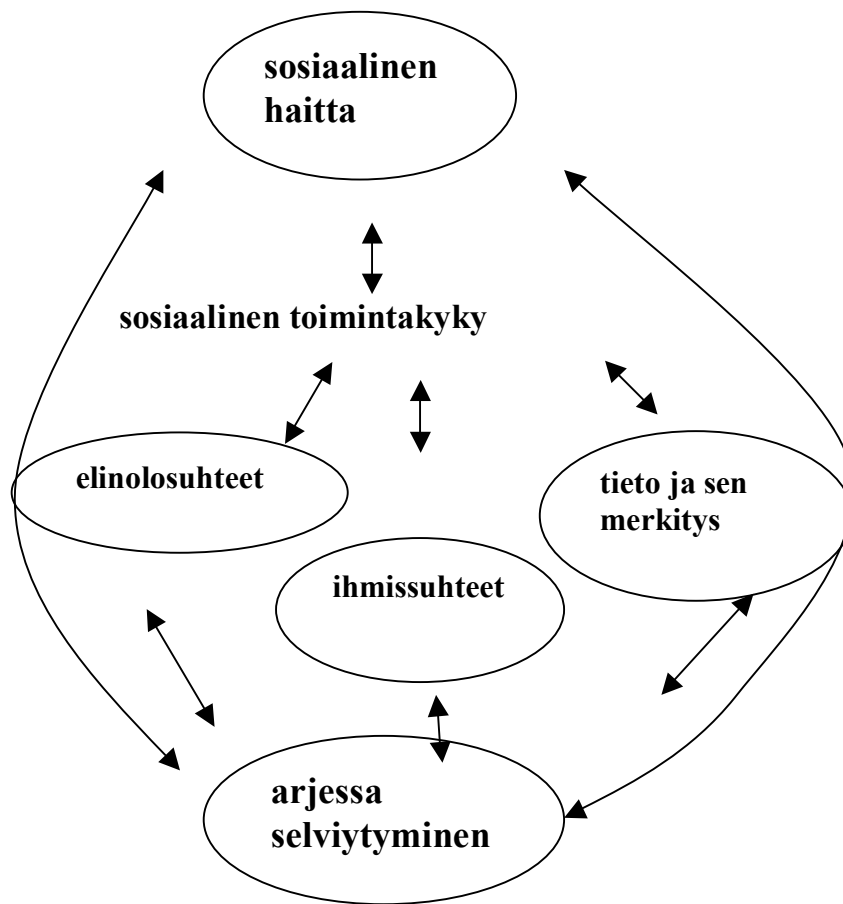 sosiaalinen
haitta
sosiaalinen toimintakyky
elinolosuhteet
tieto ja sen
merkitys
ihmissuhteet
arjessa
selviytyminen